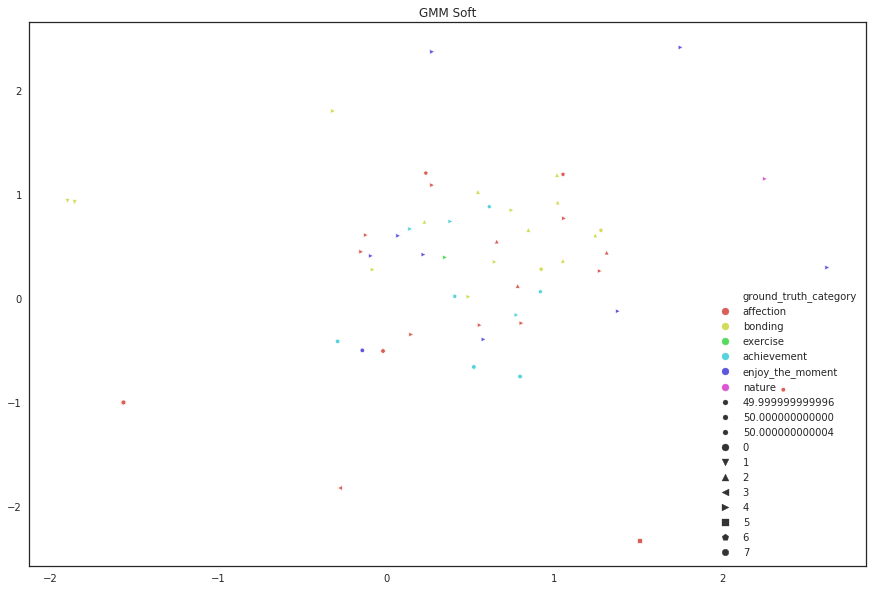 GMM Soft
2
1
0
−1
−2
−2
−1
0
1
2
ground_truth_category
affection
bonding
exercise
achievement
enjoy_the_moment
nature
49.999999999996
50.000000000000
50.000000000004
0
1
2
3
4
5
6
7